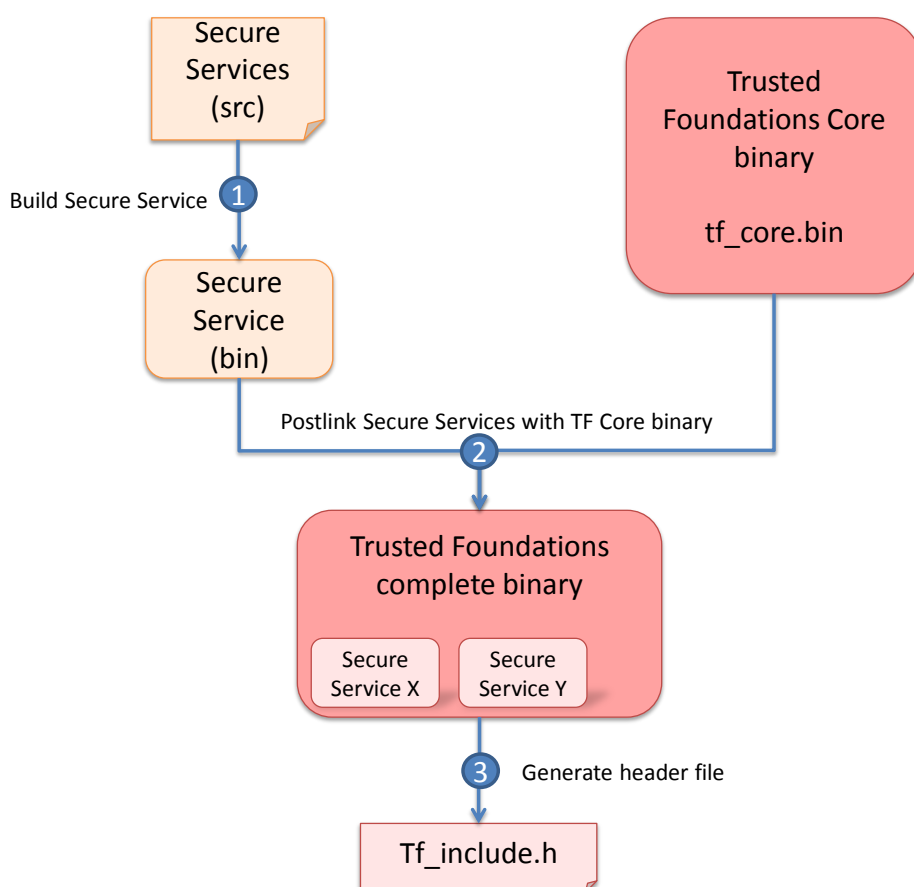 Secure
Services
(src)
Trusted
Foundations Core
binary
tf_core.bin
1
Build Secure Service
Secure
Service
(bin)
Postlink Secure Services with TF Core binary
2
Trusted Foundations
complete binary
Secure
Service X
Secure
Service Y
3
Generate header file
Tf_include.h